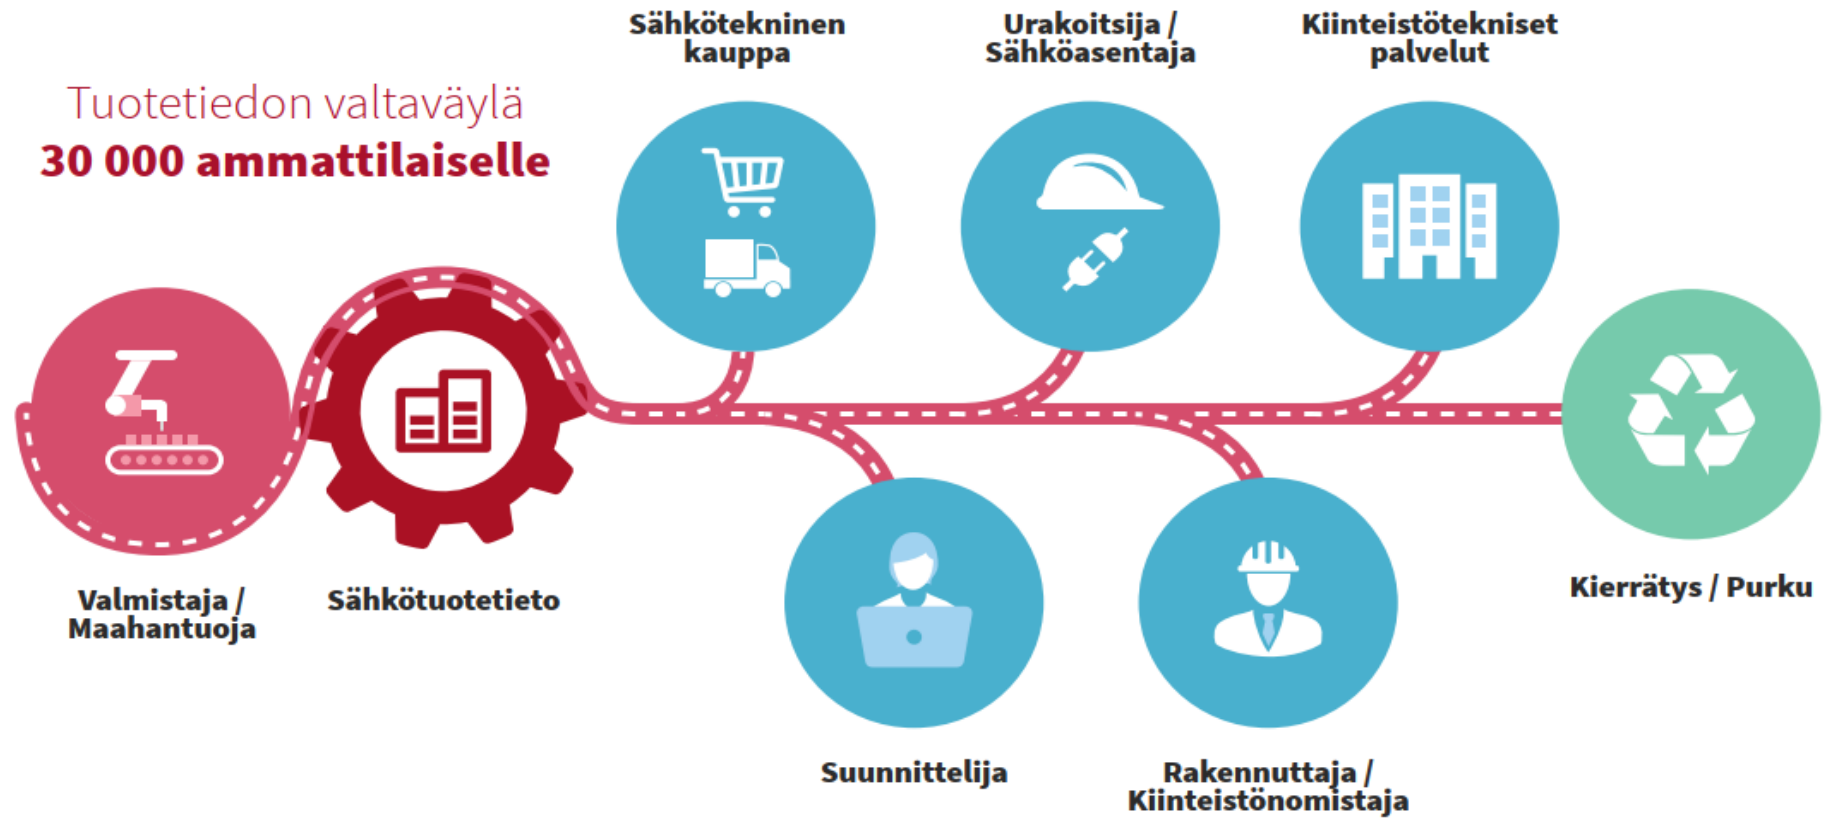 Tuotetiedon valtaväylä
30 000 ammattilaiselle
Sähkötekninen
kauppa
Urakoitsija /
Sähköasentaja
Kiinteistötekniset
palvelut
Valmistaja /
Maahantuoja
Sähkötuotetieto
Kierrätys / Purku
Suunnittelija
Rakennuttaja /
Kiinteistönomistaja